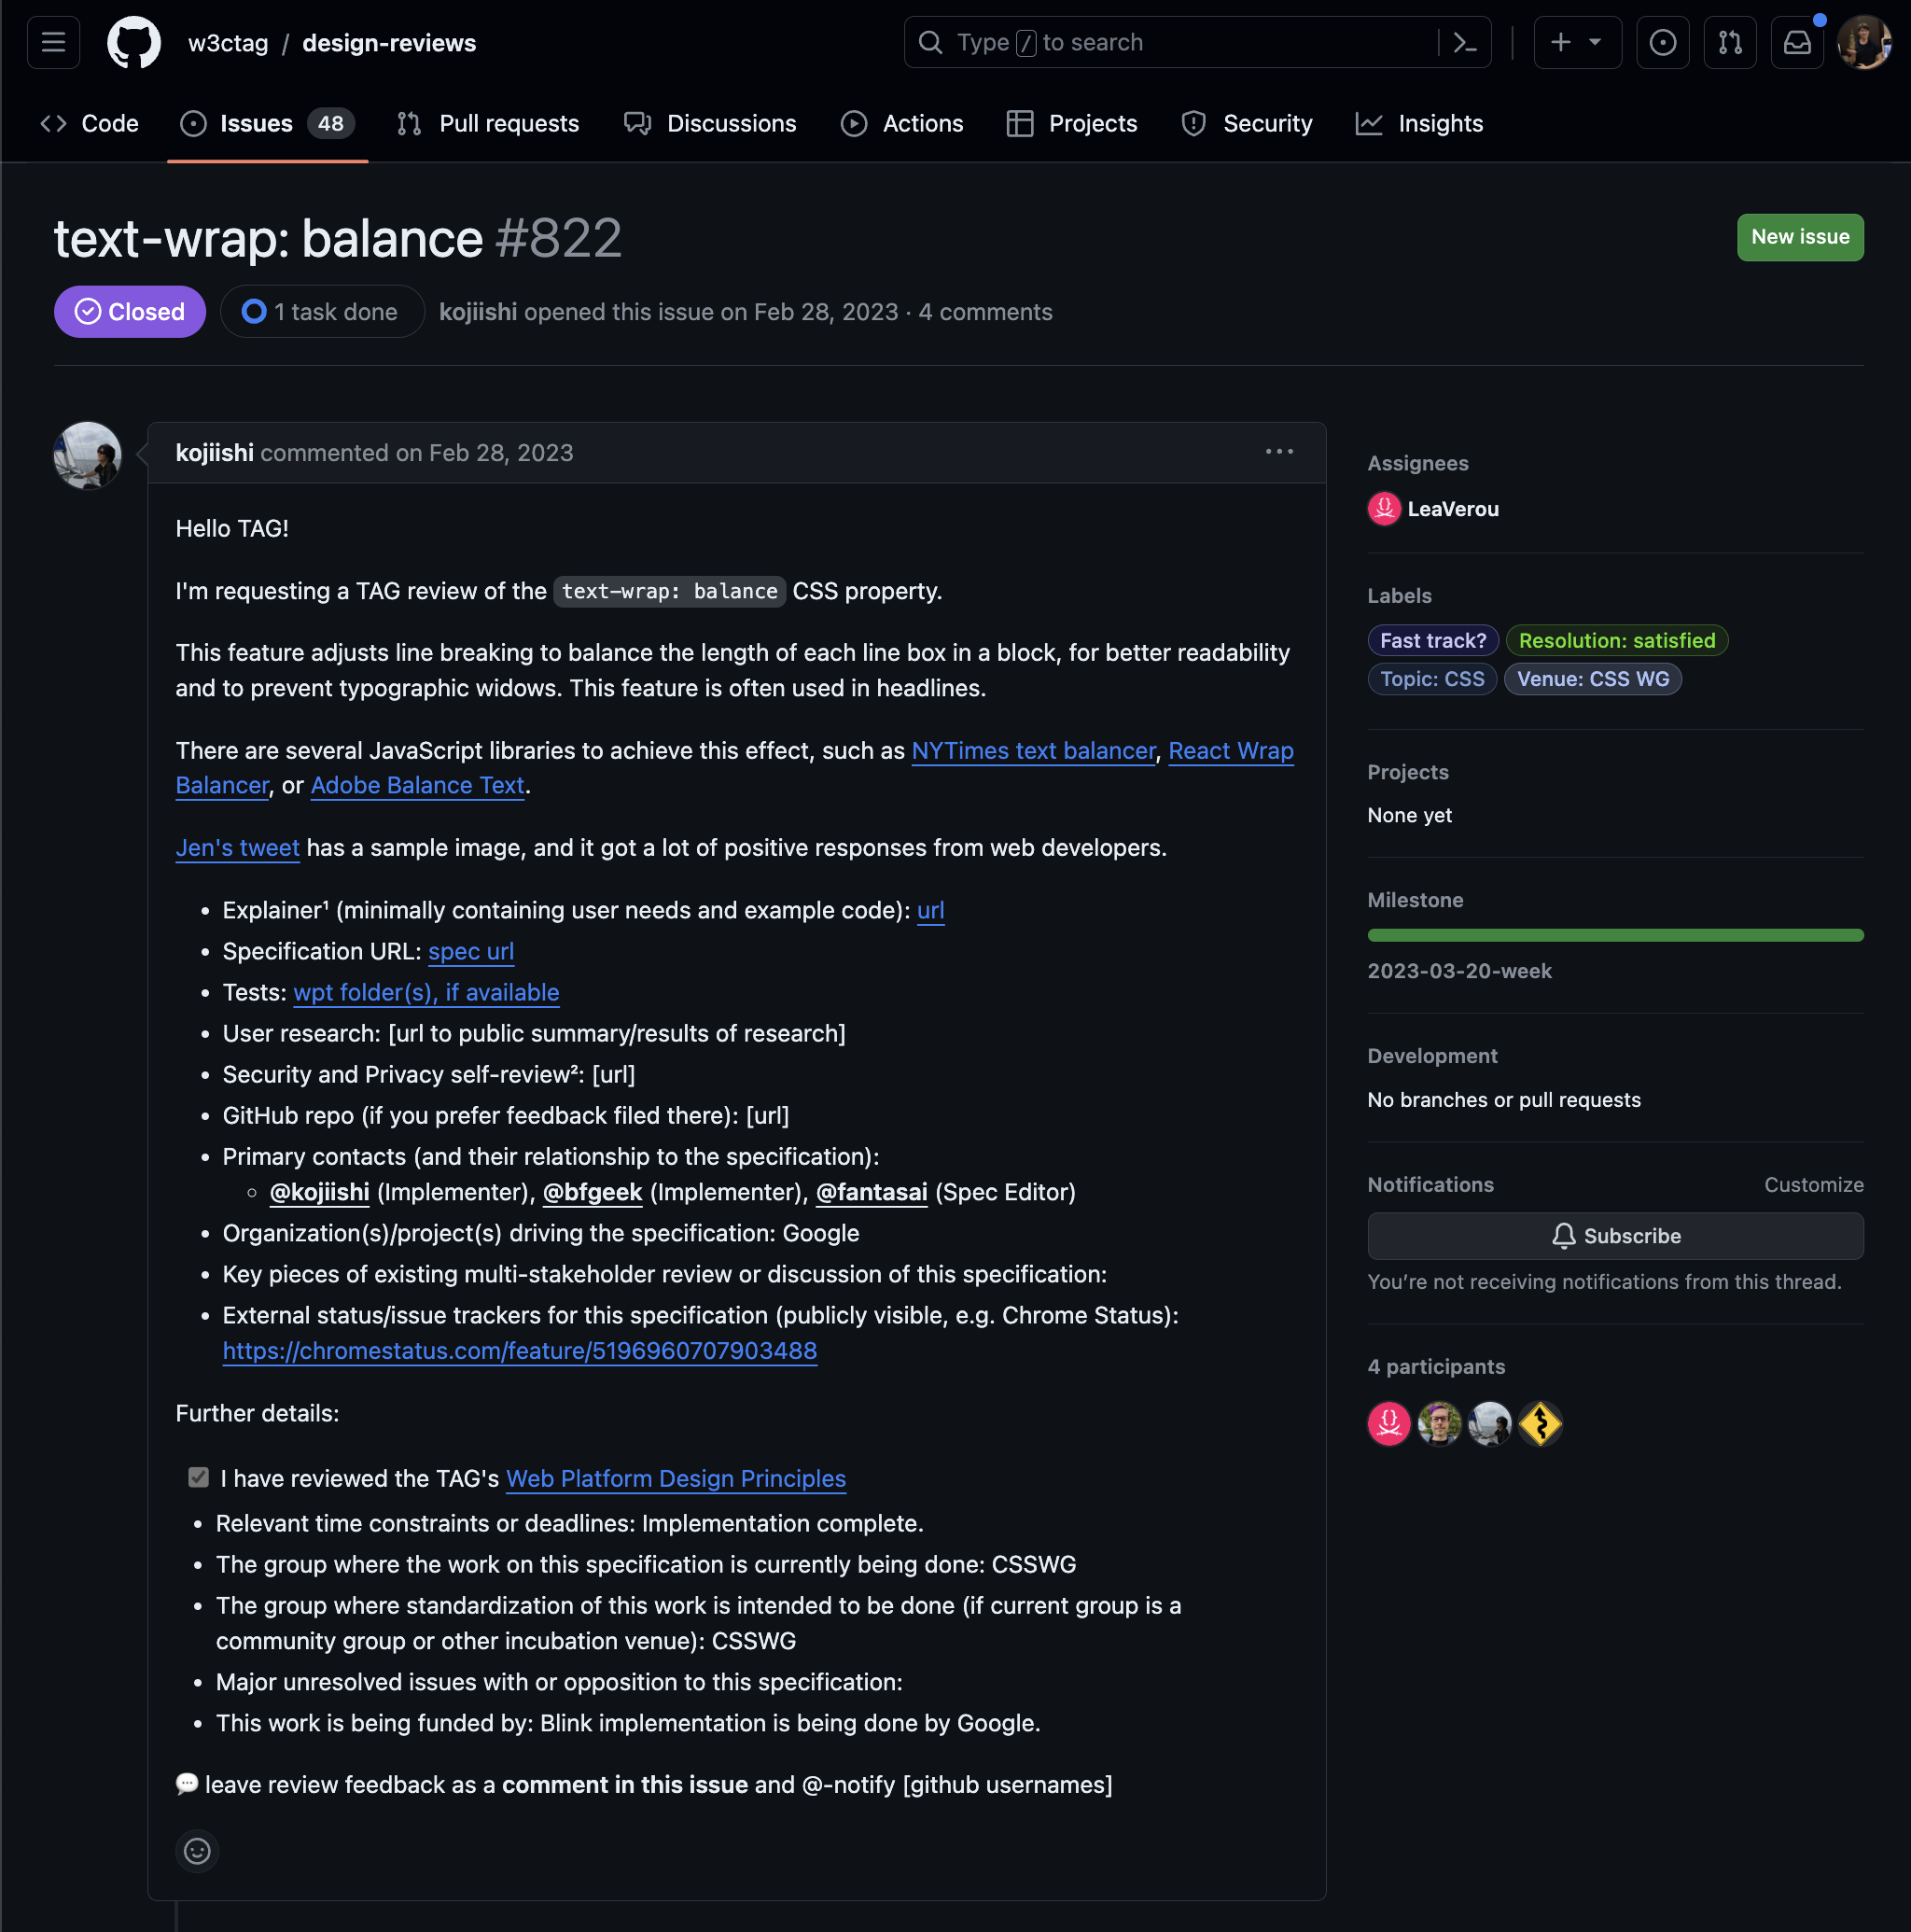 w3ctag / design-reviews
Type / to search
Code
Issues 48
Pull requests
Discussions
Actions
Projects
Security
Insights
text-wrap: balance #822
New issue
Closed
1 task done
kojiishi opened this issue on Feb 28, 2023 · 4 comments
kojiishi commented on Feb 28, 2023
Hello TAG!
I'm requesting a TAG review of the text-wrap: balance CSS property.
This feature adjusts line breaking to balance the length of each line box in a block, for better readability
and to prevent typographic widows. This feature is often used in headlines.
There are several JavaScript libraries to achieve this effect, such as NYTimes text balancer, React Wrap
Balancer, or Adobe Balance Text.
Jen's tweet has a sample image, and it got a lot of positive responses from web developers.
• Explainer¹ (minimally containing user needs and example code): url
• Specification URL: spec url
• Tests: wpt folder(s), if available
• User research: [url to public summary/results of research]
• Security and Privacy self-review²: [url]
• GitHub repo (if you prefer feedback filed there): [url]
• Primary contacts (and their relationship to the specification):
◦ @kojiishi (Implementer), @bfgeek (Implementer), @fantasai (Spec Editor)
• Organization(s)/project(s) driving the specification: Google
• Key pieces of existing multi-stakeholder review or discussion of this specification:
• External status/issue trackers for this specification (publicly visible, e.g. Chrome Status):
https://chromestatus.com/feature/5196960707903488
Further details:
I have reviewed the TAG's Web Platform Design Principles
• Relevant time constraints or deadlines: Implementation complete.
• The group where the work on this specification is currently being done: CSSWG
• The group where standardization of this work is intended to be done (if current group is a
community group or other incubation venue): CSSWG
• Major unresolved issues with or opposition to this specification:
• This work is being funded by: Blink implementation is being done by Google.
💬 leave review feedback as a comment in this issue and @-notify [github usernames]
Assignees
LeaVerou
Labels
Fast track? Resolution: satisfied
Topic: CSS Venue: CSS WG
Projects
None yet
Milestone
2023-03-20-week
Development
No branches or pull requests
Notifications
Customize
Subscribe
You’re not receiving notifications from this thread.
4 participants